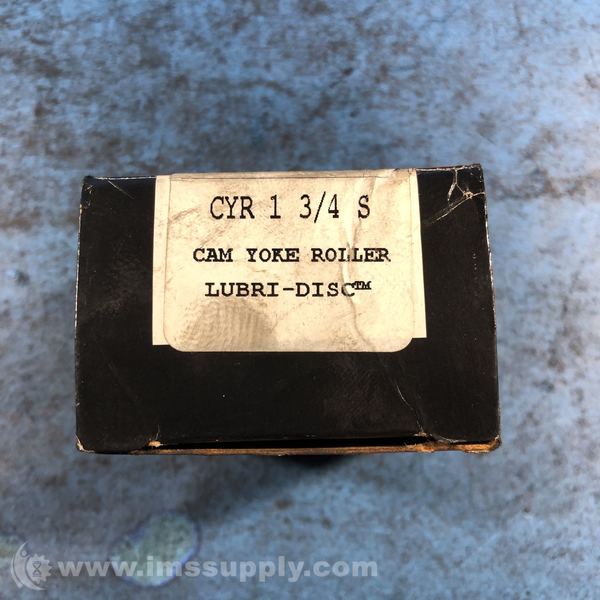 CYR 1 3/4 S
CAM YOKE ROLLER
LUBRI-DISC™
www.imssupply.com